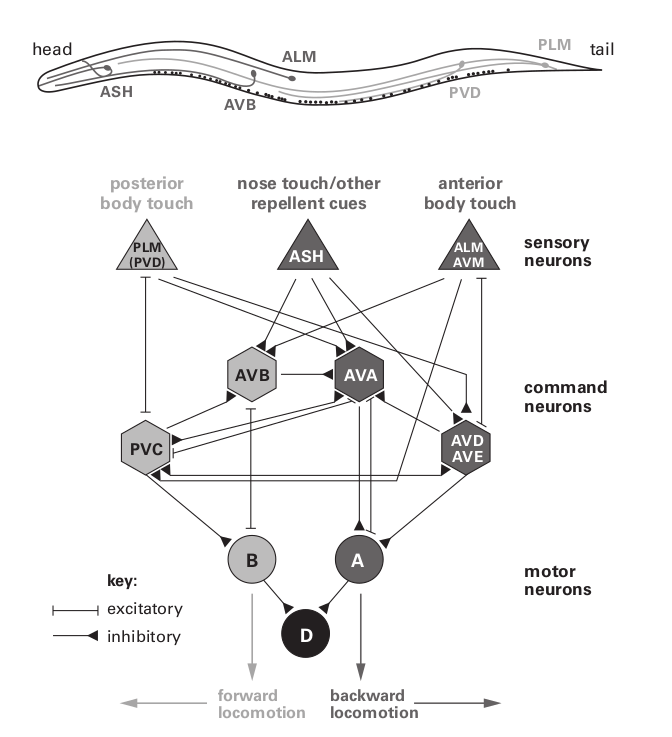 head
ALM
PLM
tail
ASH
AVB
PVD
posterior
body touch
nose touch/other
repellent cues
anterior
body touch
PLM
(PVD)
ASH
ALM
AVM
sensory
neurons
AVB
AVA
command
neurons
PVC
AVD
AVE
B
A
motor
neurons
D
key:
excitatory
inhibitory
forward
locomotion
backward
locomotion